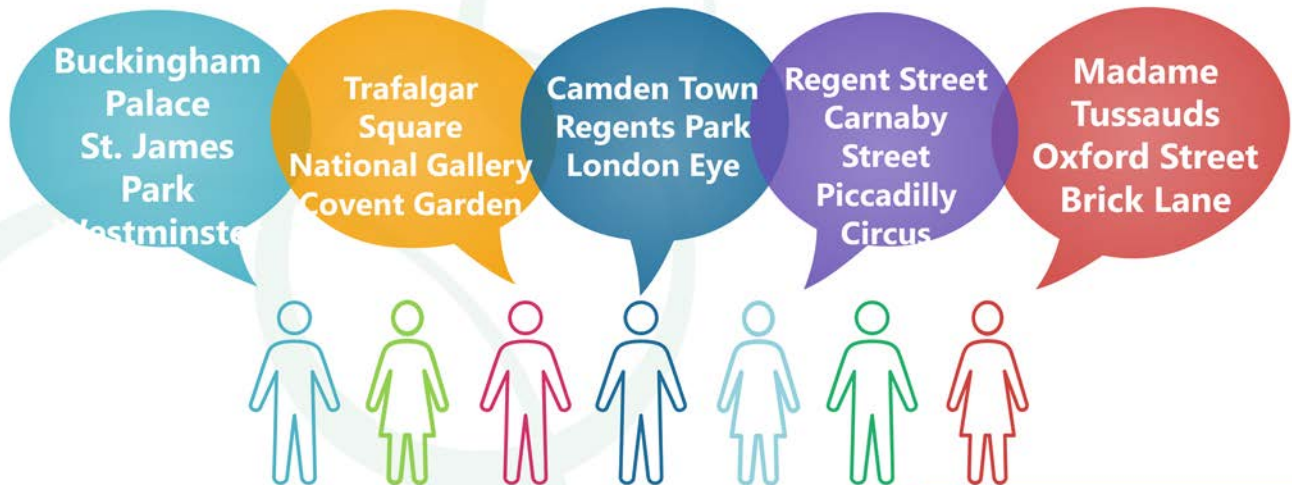 Buckingham
Palace
St. James
Park
Westminster
Trafalgar
Square
National Gallery
Covent Garden
Camden Town
Regents Park
London Eye
Regent Street
Carnaby
Street
Piccadilly
Circus
Madame
Tussauds
Oxford Street
Brick Lane